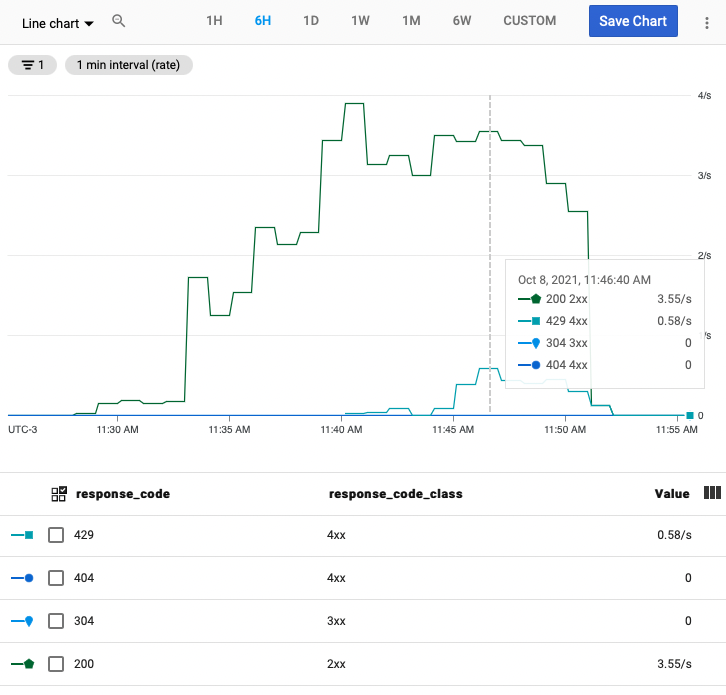 Line chart 1H 6H 1D 1W 1M 6W CUSTOM Save Chart
1 1 min interval (rate)
4/s
3/s
2/s
Oct 8, 2021, 11:46:40 AM
200 2xx 3.55/s
429 4xx 0.58/s
/s
304 3xx 0
404 4xx 0
0
UTC-3 11:30 AM 11:35 AM 11:40 AM 11:45 AM 11:50 AM 11:55 AM
response_code response_code_class Value
429 4xx 0.58/s
404 4xx 0
304 3xx 0
200 2xx 3.55/s